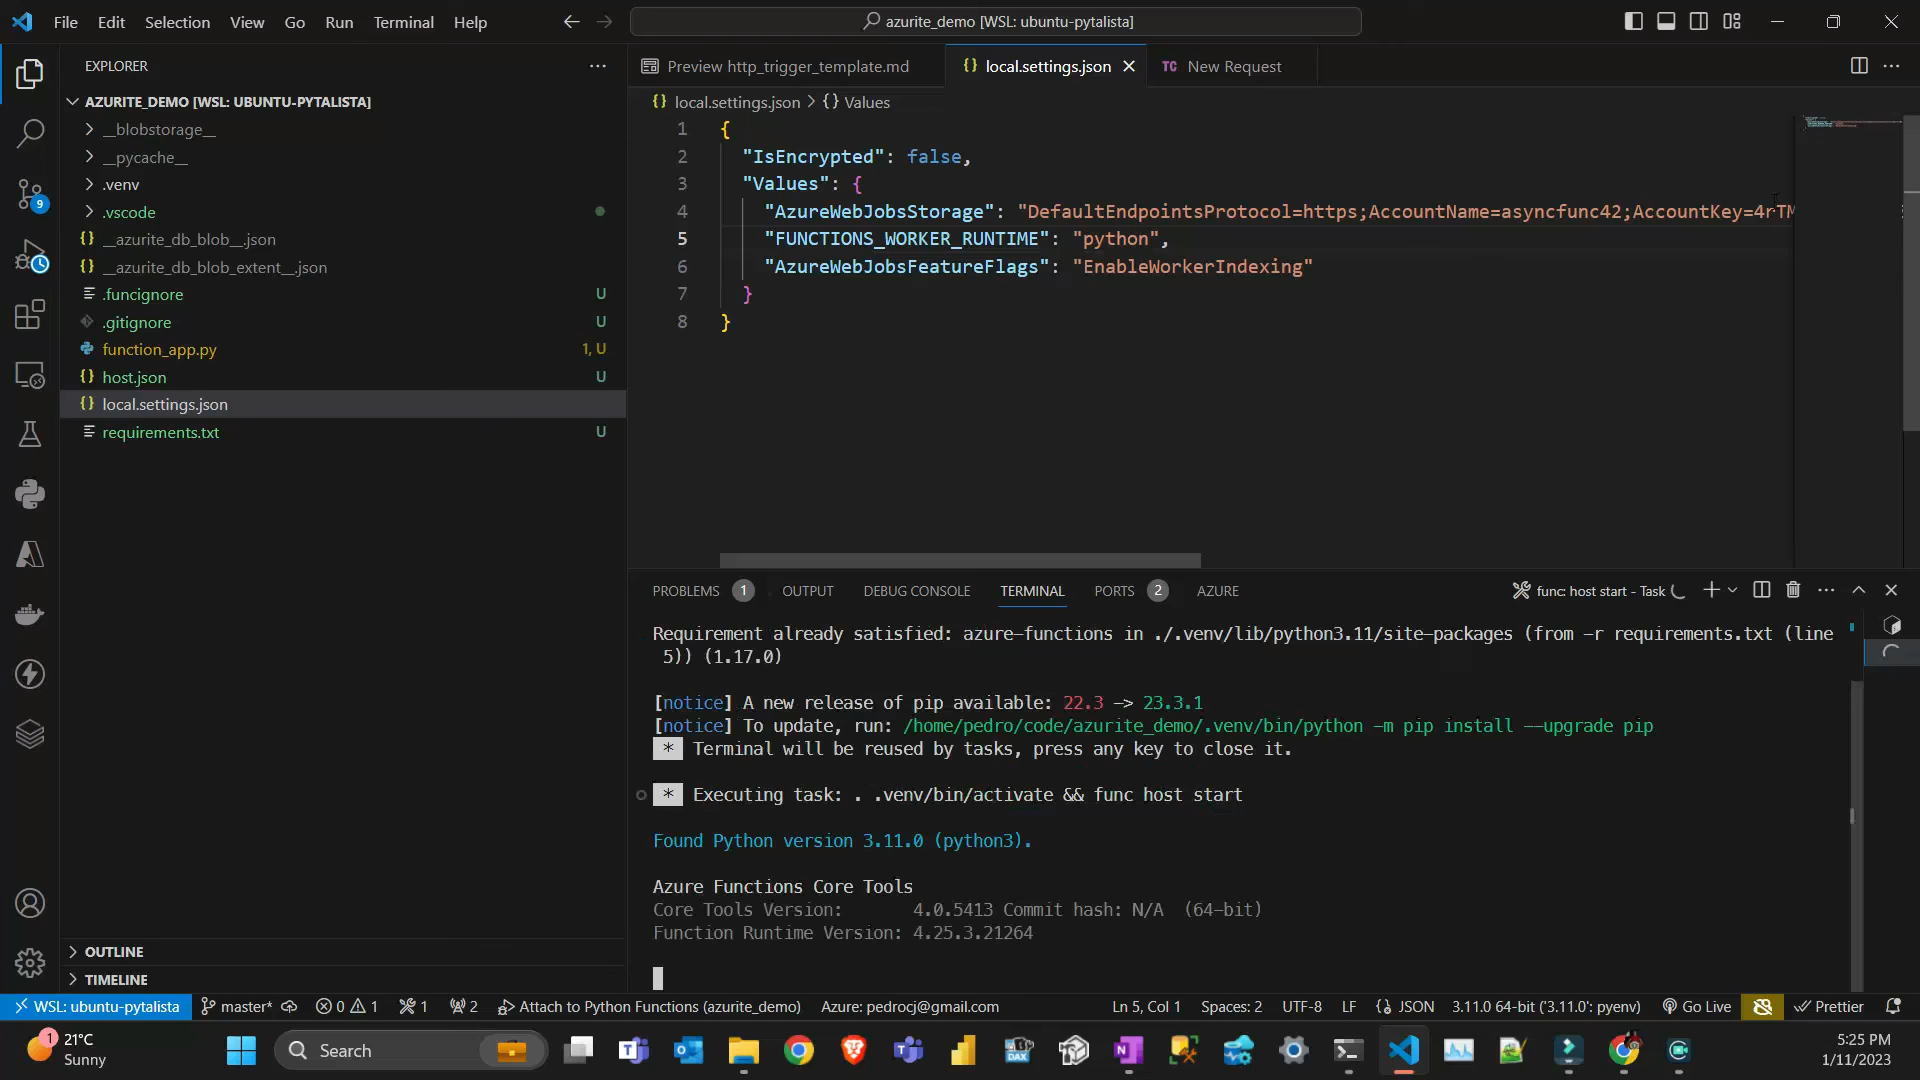 File Edit Selection View Go Run Terminal Help
azurite_demo [WSL: ubuntu-pytalista]
EXPLORER
AZURITE_DEMO [WSL: UBUNTU-PYTALISTA]
__blobstorage__
__pycache__
.venv
.vscode
__azurite_db_blob__.json
__azurite_db_blob_extent__.json
.funcignore U
.gitignore U
function_app.py 1, U
host.json U
local.settings.json
requirements.txt U
OUTLINE
TIMELINE
9
Preview http_trigger_template.md
local.settings.json
TC New Request
local.settings.json > {} Values
1 {
2 "IsEncrypted": false,
3 "Values": {
4 "AzureWebJobsStorage": "DefaultEndpointsProtocol=https;AccountName=asyncfunc42;AccountKey=4rTM
5 "FUNCTIONS_WORKER_RUNTIME": "python",
6 "AzureWebJobsFeatureFlags": "EnableWorkerIndexing"
7 }
8 }
PROBLEMS 1 OUTPUT DEBUG CONSOLE TERMINAL PORTS 2 AZURE
func: host start - Task
Requirement already satisfied: azure-functions in ./.venv/lib/python3.11/site-packages (from -r requirements.txt (line
5)) (1.17.0)
[notice] A new release of pip available: 22.3 -> 23.3.1
[notice] To update, run: /home/pedro/code/azurite_demo/.venv/bin/python -m pip install --upgrade pip
* Terminal will be reused by tasks, press any key to close it.
* Executing task: . .venv/bin/activate && func host start
Found Python version 3.11.0 (python3).
Azure Functions Core Tools
Core Tools Version: 4.0.5413 Commit hash: N/A (64-bit)
Function Runtime Version: 4.25.3.21264
WSL: ubuntu-pytalista master* 0 1 1 2 Attach to Python Functions (azurite_demo) Azure: pedrocj@gmail.com
Ln 5, Col 1 Spaces: 2 UTF-8 LF {} JSON 3.11.0 64-bit ('3.11.0': pyenv) Go Live Prettier
1
21°C
Sunny
Search
DAX
5:25 PM
1/11/2023